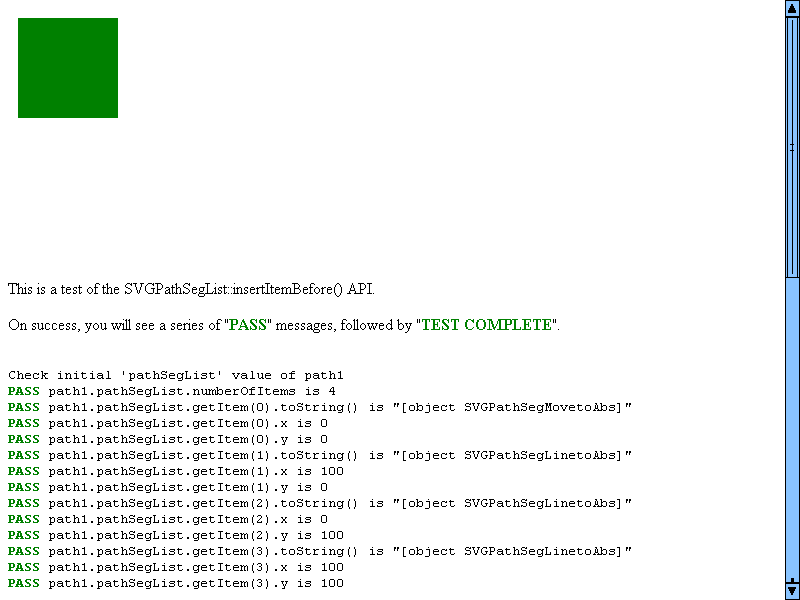 This is a test of the SVGPathSegList::insertItemBefore() API.
On success, you will see a series of "PASS" messages, followed by "TEST COMPLETE".
Check initial 'pathSegList' value of path1
PASS path1.pathSegList.numberOfItems is 4
PASS path1.pathSegList.getItem(0).toString() is "[object SVGPathSegMovetoAbs]"
PASS path1.pathSegList.getItem(0).x is 0
PASS path1.pathSegList.getItem(0).y is 0
PASS path1.pathSegList.getItem(1).toString() is "[object SVGPathSegLinetoAbs]"
PASS path1.pathSegList.getItem(1).x is 100
PASS path1.pathSegList.getItem(1).y is 0
PASS path1.pathSegList.getItem(2).toString() is "[object SVGPathSegLinetoAbs]"
PASS path1.pathSegList.getItem(2).x is 0
PASS path1.pathSegList.getItem(2).y is 100
PASS path1.pathSegList.getItem(3).toString() is "[object SVGPathSegLinetoAbs]"
PASS path1.pathSegList.getItem(3).x is 100
PASS path1.pathSegList.getItem(3).y is 100